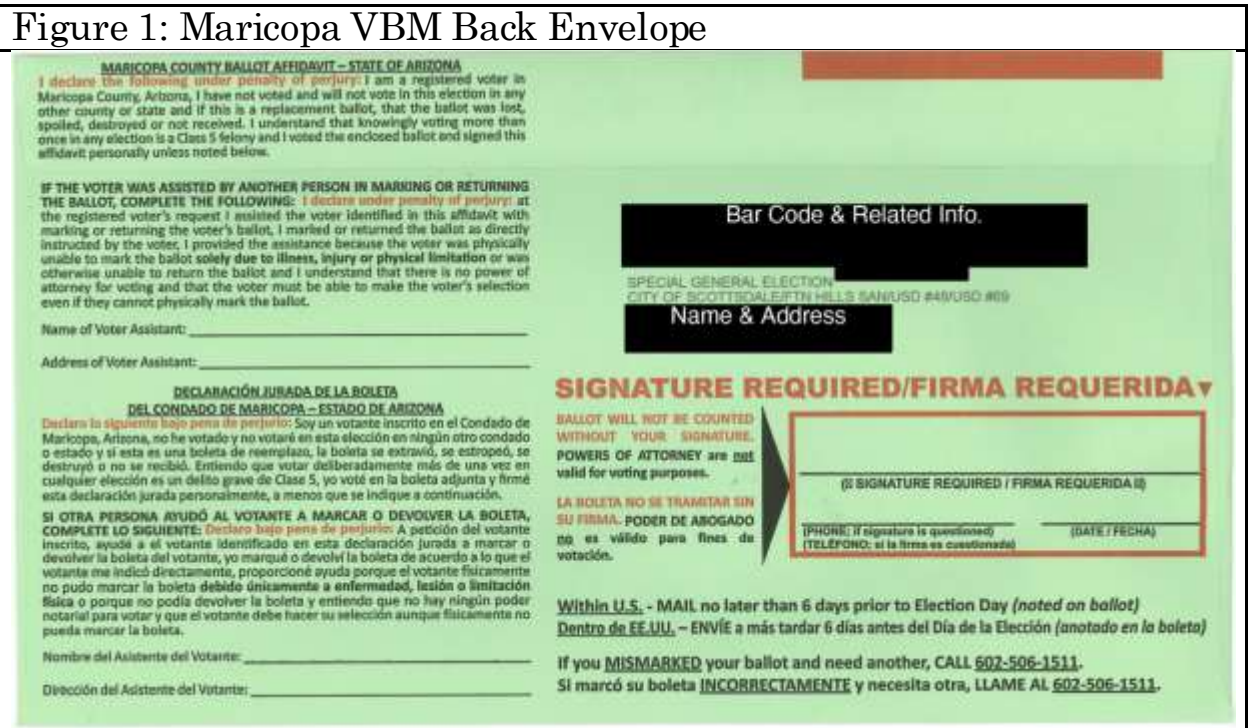 Figure 1: Maricopa VBM Back Envelope
MARICOPA COUNTY BALLOT AFFIDAVIT – STATE OF ARIZONA
I declare the following under penalty of perjury: I am a registered voter in
Maricopa County, Arizona, I have not voted and will not vote in this election in any
other county or state and if this is a replacement ballot, that the ballot was lost,
spoiled, destroyed or not received. I understand that knowingly voting more than
once in any election is a Class 5 felony and I voted the enclosed ballot and signed this
affidavit personally unless noted below.
IF THE VOTER WAS ASSISTED BY ANOTHER PERSON IN MARKING OR RETURNING
THE BALLOT, COMPLETE THE FOLLOWING: I declare under penalty of perjury: at
the registered voter's request I assisted the voter identified in this affidavit with
marking or returning the voter's ballot, I marked or returned the ballot as directly
instructed by the voter, I provided the assistance because the voter was physically
unable to mark the ballot solely due to illness, injury or physical limitation or was
otherwise unable to return the ballot and I understand that there is no power of
attorney for voting and that the voter must be able to make the voter's selection
even if they cannot physically mark the ballot.
Name of Voter Assistant:
Address of Voter Assistant:
DECLARACIÓN JURADA DE LA BOLETA
DEL CONDADO DE MARICOPA – ESTADO DE ARIZONA
Declaro lo siguiente bajo pena de perjurio: Soy un votante inscrito en el Condado de
Maricopa, Arizona, no he votado y no votaré en esta elección en ningún otro condado
o estado y si esta es una boleta de reemplazo, la boleta se extravió, se estropeó, se
destruyó o no se recibió. Entiendo que votar deliberadamente más de una vez en
cualquier elección es un delito grave de Clase 5, yo voté en la boleta adjunta y firmé
esta declaración jurada personalmente, a menos que se indique a continuación.
SI OTRA PERSONA AYUDÓ AL VOTANTE A MARCAR O DEVOLVER LA BOLETA,
COMPLETE LO SIGUIENTE: Declaro bajo pena de perjurio: A petición del votante
inscrito, ayudé a el votante identificado en esta declaración jurada a marcar o
devolver la boleta del votante, yo marqué o devolví la boleta de acuerdo a lo que el
votante me indicó directamente, proporcioné ayuda porque el votante físicamente
no pudo marcar la boleta debido únicamente a enfermedad, lesión o limitación
física o porque no podía devolver la boleta y entiendo que no hay ningún poder
notarial para votar y que el votante debe hacer su selección aunque físicamente no
pueda marcar la boleta.
Nombre del Asistente del Votante:
Dirección del Asistente del Votante:
Bar Code & Related Info.
SPECIAL GENERAL ELECTION
CITY OF SCOTTSDALE/FTN HILLS SAN/USD #48/USD #69
Name & Address
SIGNATURE REQUIRED/FIRMA REQUERIDA▼
BALLOT WILL NOT BE COUNTED
WITHOUT YOUR SIGNATURE.
POWERS OF ATTORNEY are not
valid for voting purposes.
LA BOLETA NO SE TRAMITAR SIN
SU FIRMA. PODER DE ABOGADO
no es válido para fines de
votación.
SIGNATURE REQUIRED / FIRMA REQUERIDA
(PHONE: if signature is questioned) (DATE / FECHA)
(TELÉFONO: si la firma es cuestionada)
Within U.S. - MAIL no later than 6 days prior to Election Day (noted on ballot)
Dentro de EE.UU. – ENVÍE a más tardar 6 días antes del Día de la Elección (anotado en la boleta)
If you MISMARKED your ballot and need another, CALL 602-506-1511.
Si marcó su boleta INCORRECTAMENTE y necesita otra, LLAME AL 602-506-1511.